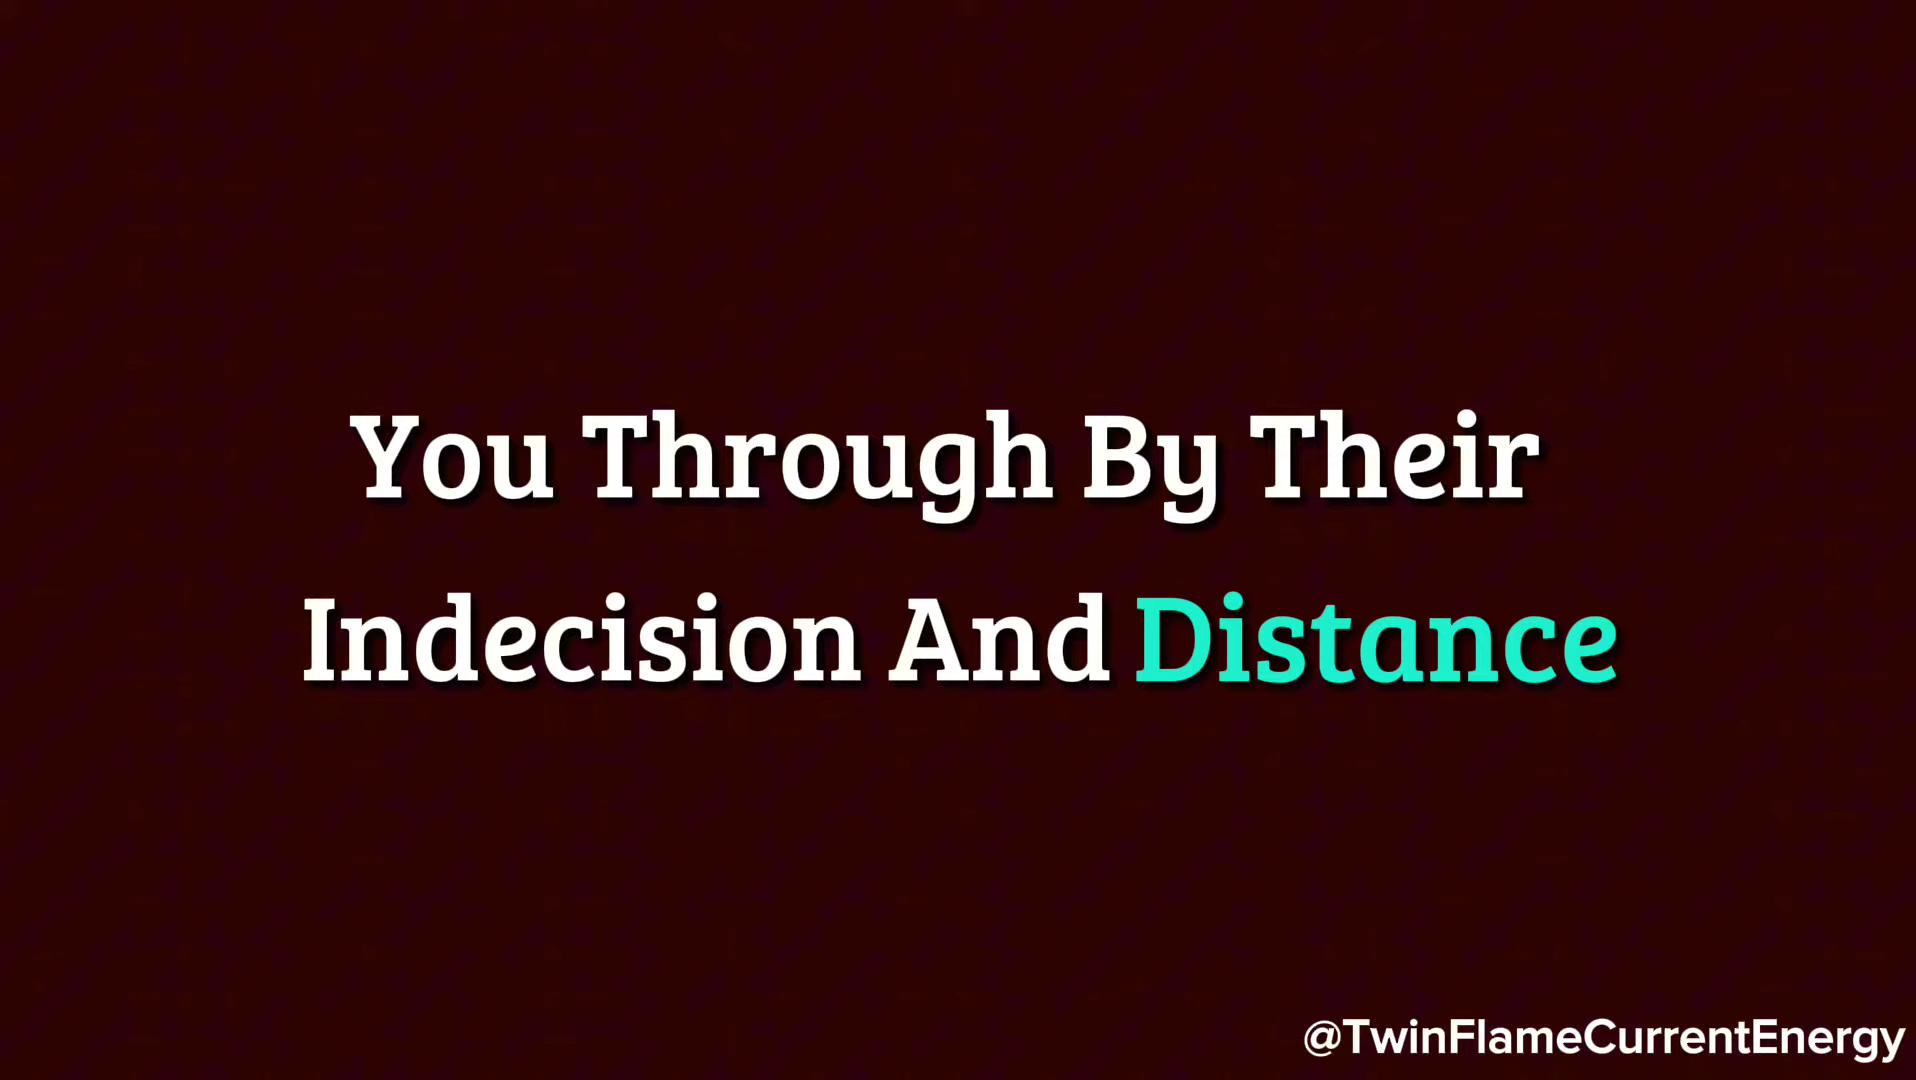 You Through By Their
Indecision And Distance
@TwinFlameCurrentEnergy